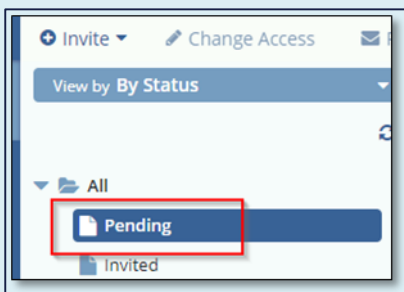 Invite Change Access
View by By Status
All
Pending
Invited